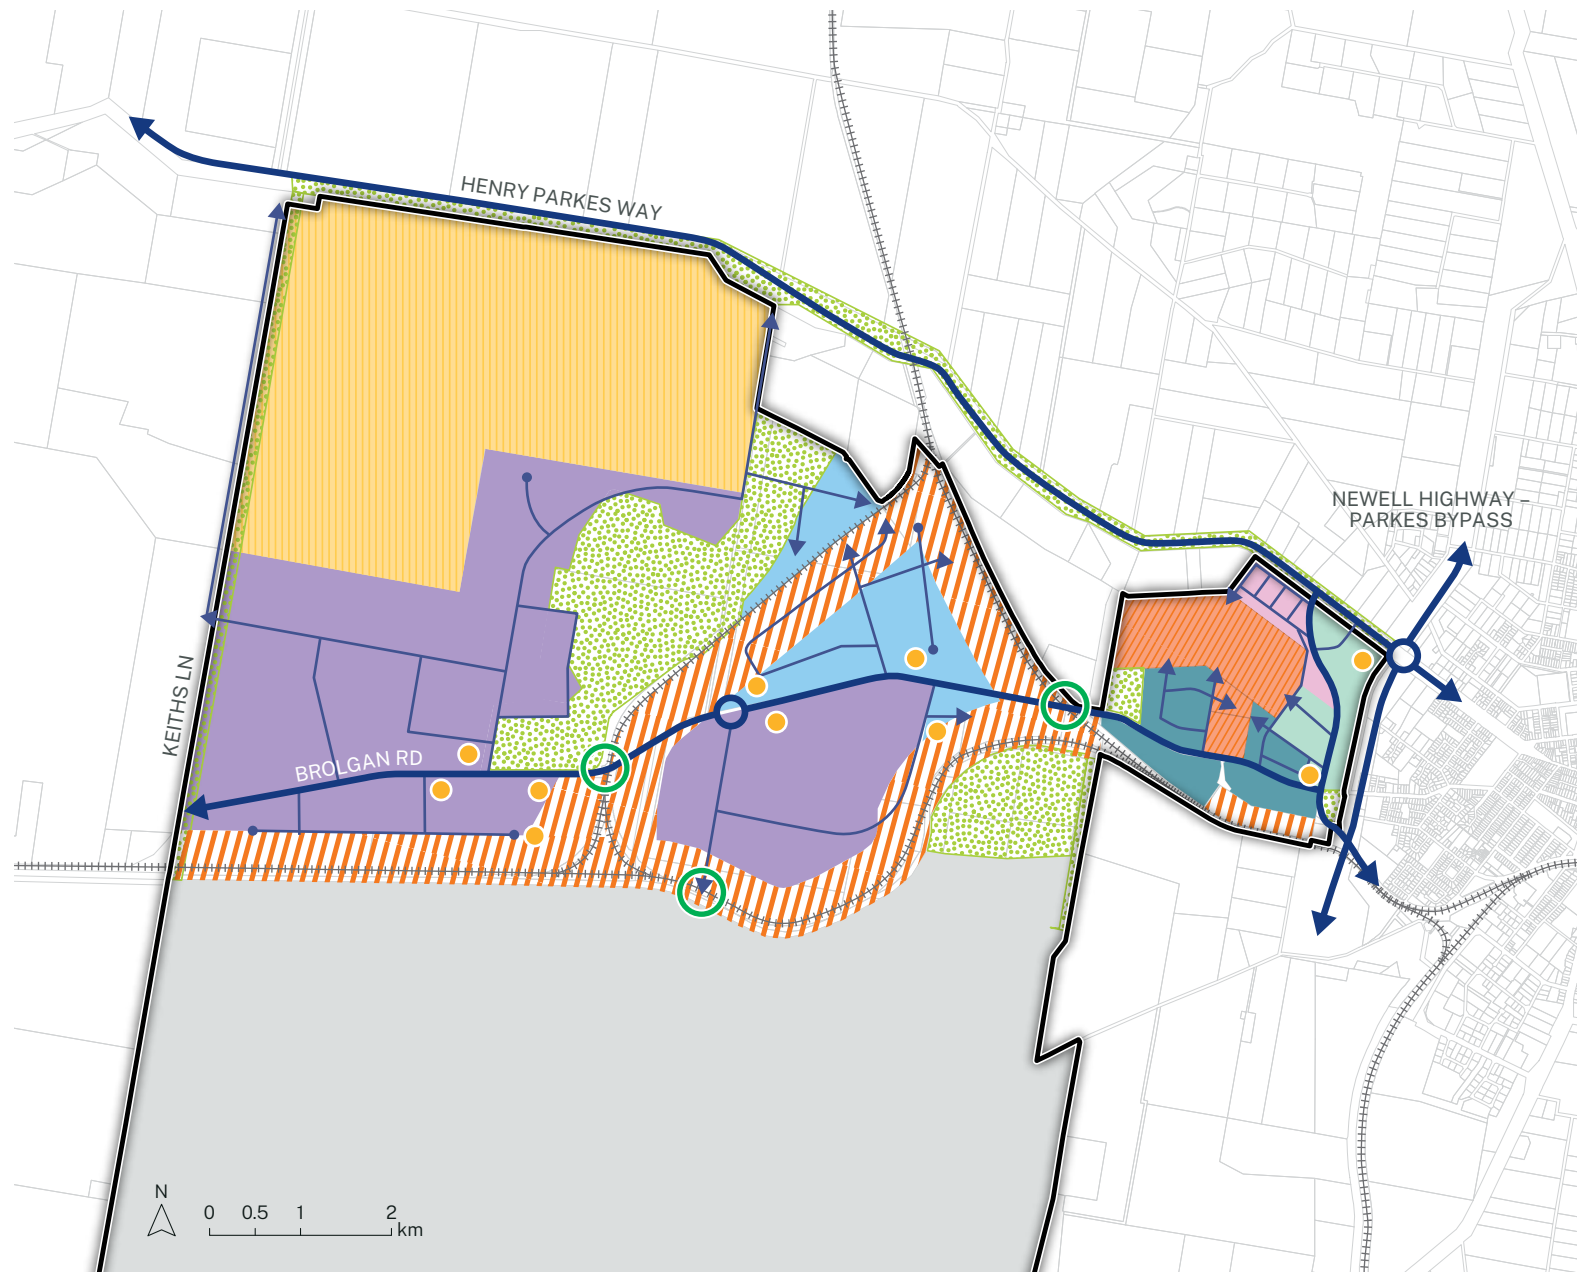 HENRY PARKES WAY
NEWELL HIGHWAY –
PARKES BYPASS
KEITHS LN
BROLGAN RD
N
0 0.5 1 2
km